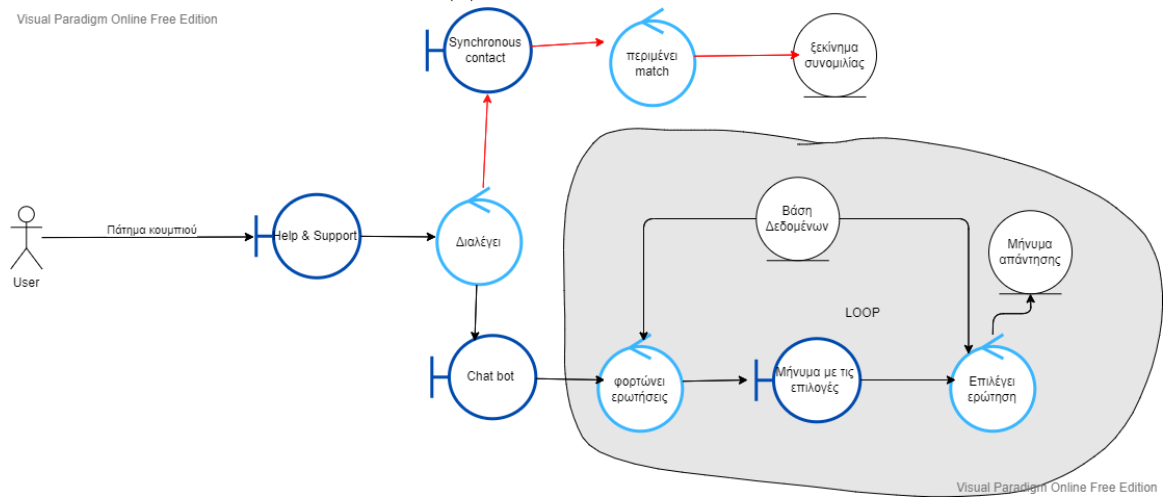 Visual Paradigm Online Free Edition
Synchronous
contact
περιμένει
match
ξεκίνημα
συνομιλίας
User
Πάτημα κουμπιού
Help & Support
Διαλέγει
Βάση
Δεδομένων
Μήνυμα
απάντησης
LOOP
Chat bot
φορτώνει
ερωτήσεις
Μήνυμα με τις
επιλογές
Επιλέγει
ερώτηση
Visual Paradigm Online Free Edition